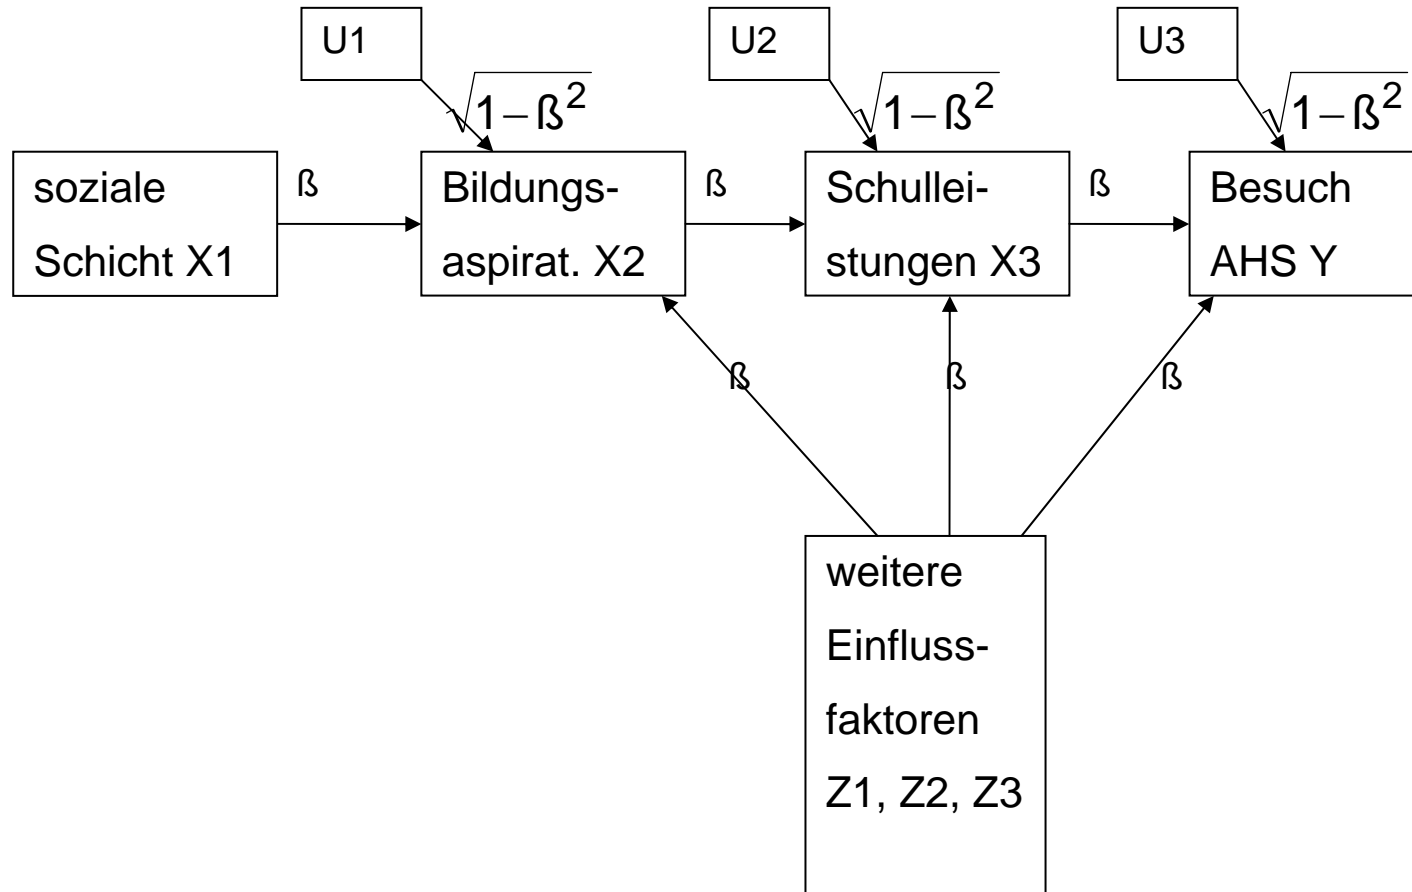 U1
U2
U3
√1−ß²
√1−ß²
√1−ß²
soziale
Schicht X1
ß
Bildungs-
aspirat. X2
ß
Schullei-
stungen X3
ß
Besuch
AHS Y
ß
ß
ß
weitere
Einfluss-
faktoren
Z1, Z2, Z3